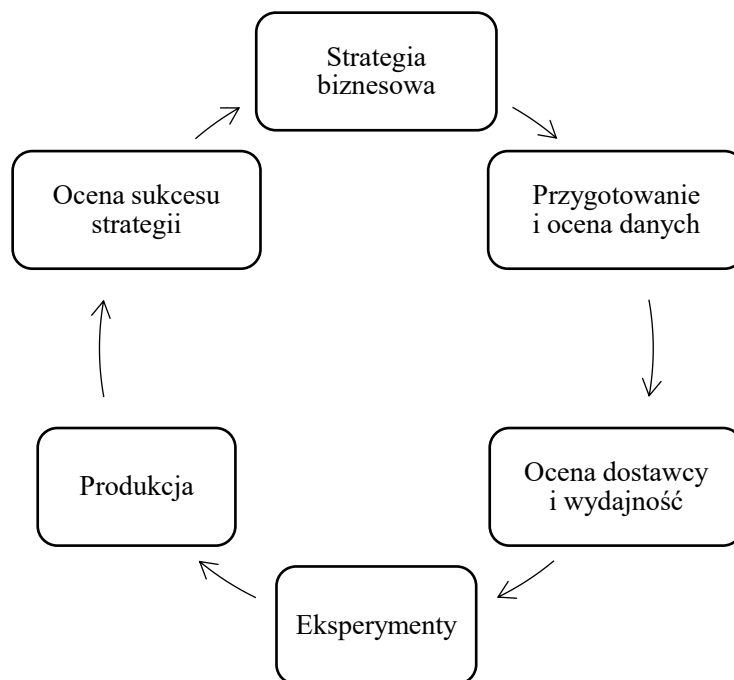 Strategia
biznesowa
Przygotowanie
i ocena danych
Ocena dostawcy
i wydajność
Eksperymenty
Produkcja
Ocena sukcesu
strategii